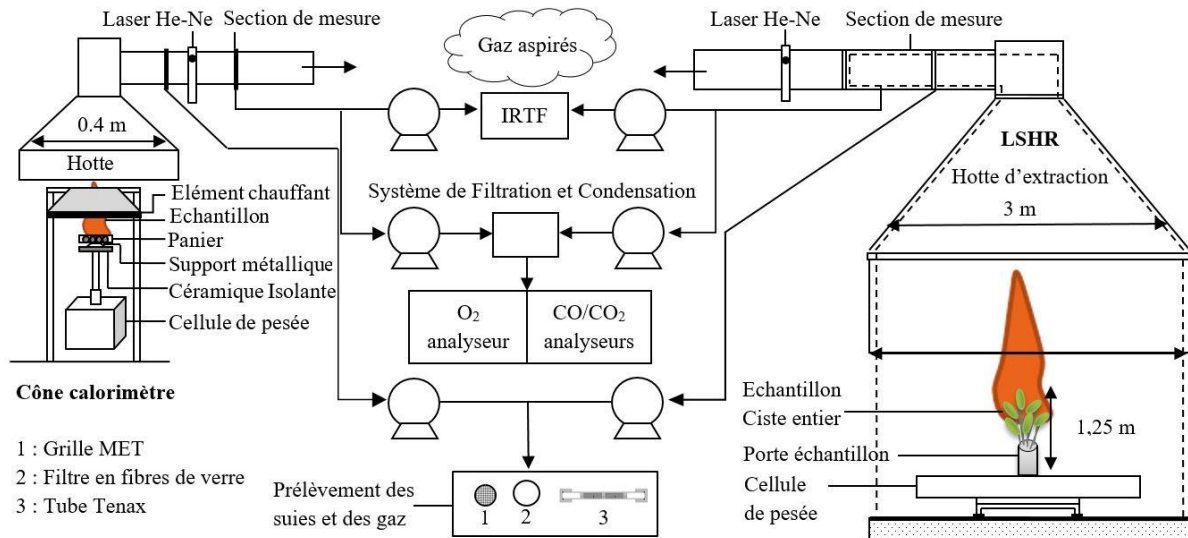 Laser He-Ne
Section de mesure
0.4 m
Hotte
Elément chauffant
Echantillon
Panier
Support métallique
Céramique Isolante
Cellule de pesée
Cône calorimètre
1 : Grille MET
2 : Filtre en fibres de verre
3 : Tube Tenax
Gaz aspirés
IRTF
Système de Filtration et Condensation
O₂
analyseur
CO/CO₂
analyseurs
Prélèvement des
suies et des gaz
1
2
3
Laser He-Ne
Section de mesure
LSHR
Hotte d’extraction
3 m
Echantillon
Ciste entier
1,25 m
Porte échantillon
Cellule
de pesée